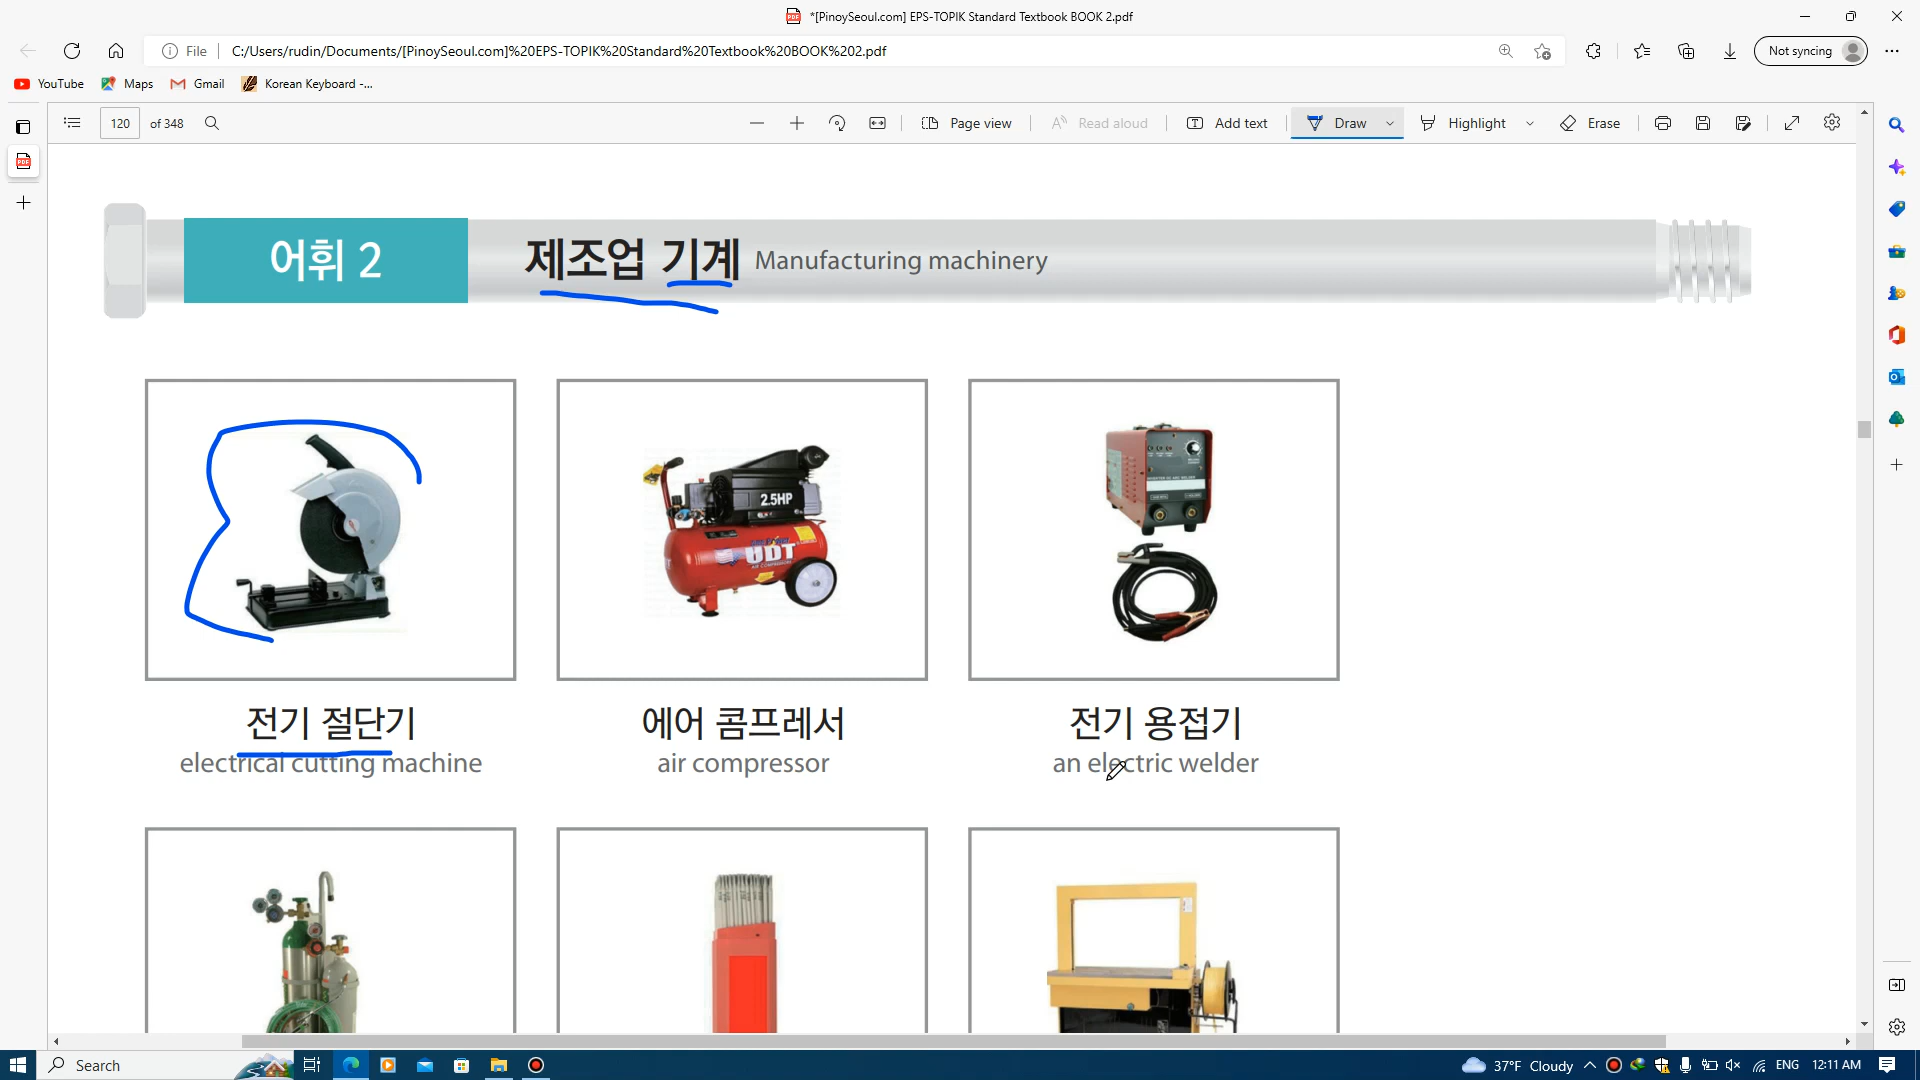 *[PinoySeoul.com] EPS-TOPIK Standard Textbook BOOK 2.pdf
File
C:/Users/rudin/Documents/[PinoySeoul.com]%20EPS-TOPIK%20Standard%20Textbook%20BOOK%202.pdf
Not syncing
YouTube
Maps
Gmail
Korean Keyboard -...
120 of 348
Page view
Read aloud
Add text
Draw
Highlight
Erase
어휘 2
제조업 기계 Manufacturing machinery
2.5HP
UDT
전기 절단기
electrical cutting machine
에어 콤프레서
air compressor
전기 용접기
an electric welder
Search
37°F Cloudy
ENG
12:11 AM